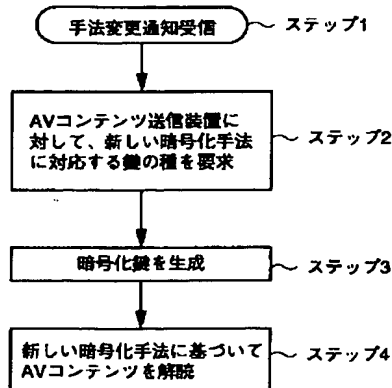 手法変更通知受信
ステップ1
AVコンテンツ送信装置に
対して、新しい暗号化手法
に対応する鍵の種を要求
ステップ2
暗号化鍵を生成
ステップ3
新しい暗号化手法に基づいて
AVコンテンツを解読
ステップ4